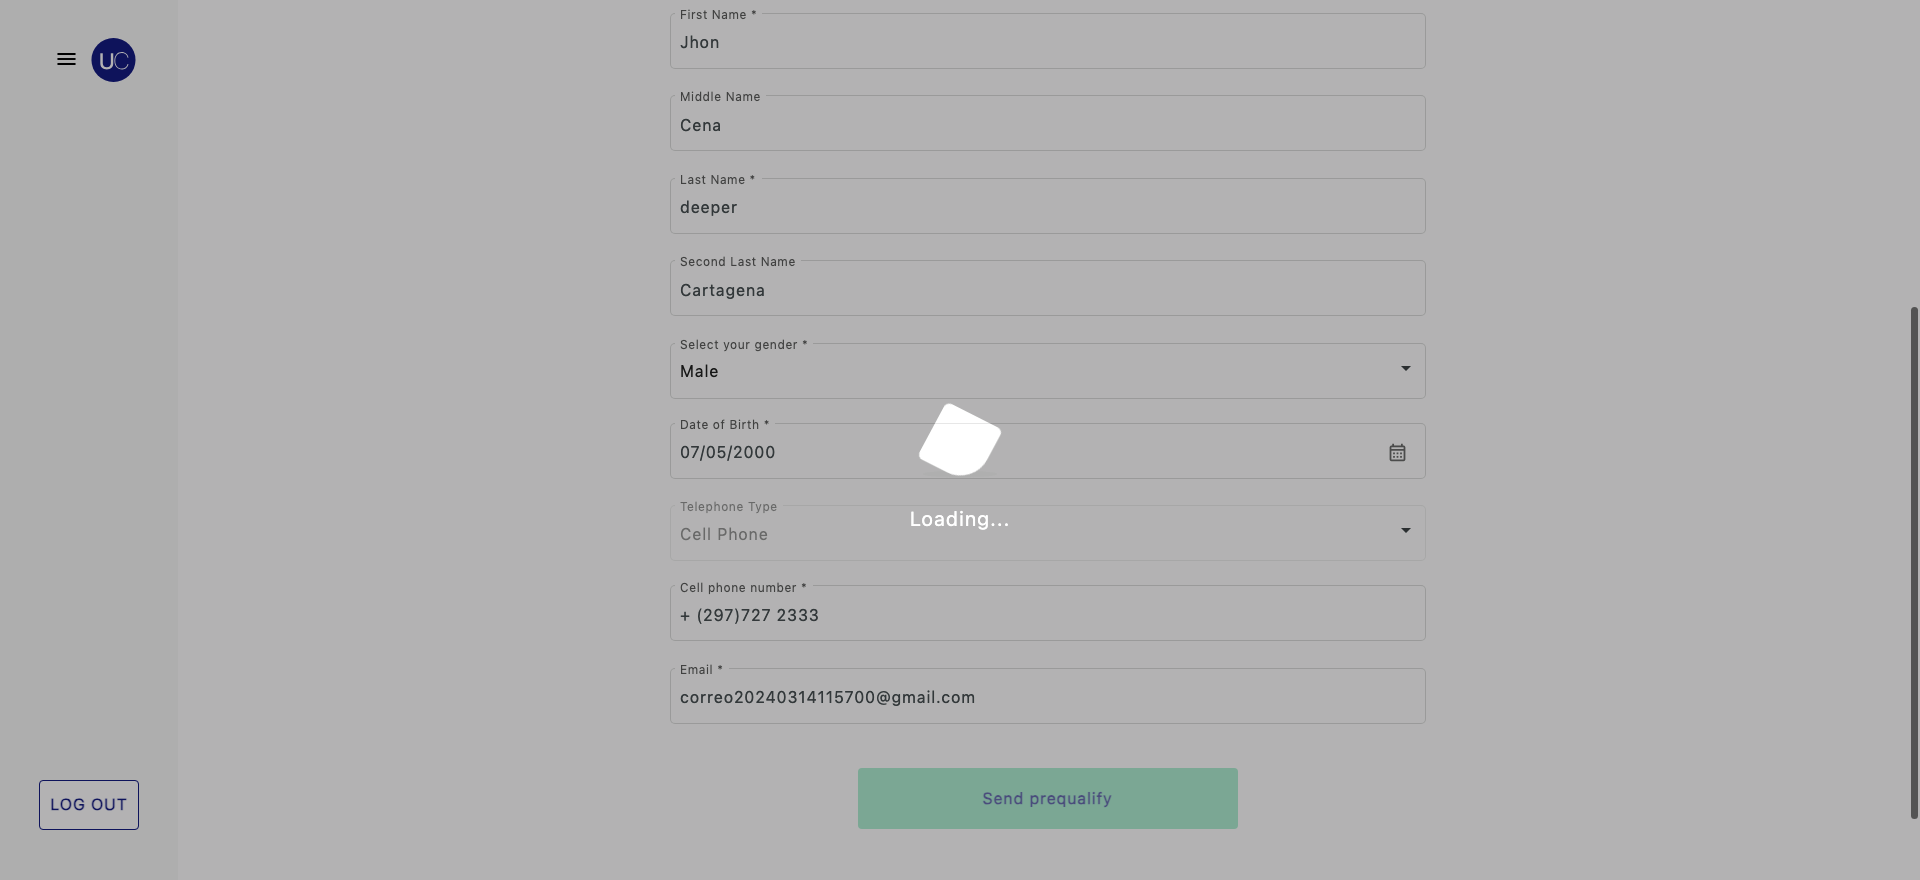 UC
First Name *
Jhon
Middle Name
Cena
Last Name *
deeper
Second Last Name
Cartagena
Select your gender *
Male
Date of Birth *
07/05/2000
Telephone Type
Loading...
Cell Phone
Cell phone number *
+ (297)727 2333
Email *
correo20240314115700@gmail.com
Send prequalify
LOG OUT